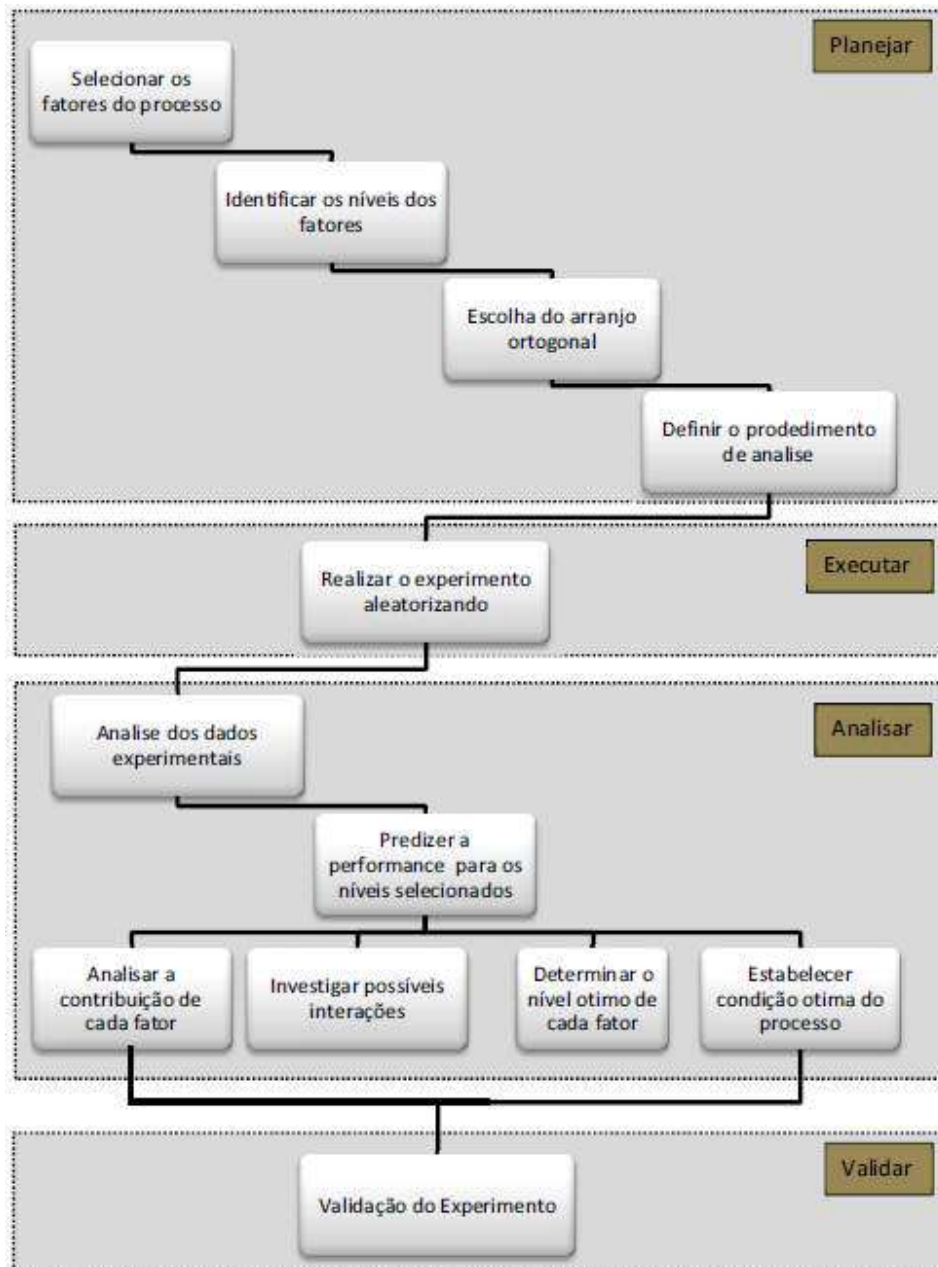 Planejar
Selecionar os
fatores do processo
Identificar os níveis dos
fatores
Escolha do arranjo
ortogonal
Definir o prodedimento
de analise
Executar
Realizar o experimento
aleatorizando
Analisar
Analise dos dados
experimentais
Predizer a
performance para os
níveis selecionados
Analisar a
contribuição de
cada fator
Investigar possíveis
interações
Determinar o
nível otimo de
cada fator
Estabelecer
condição otima do
processo
Validar
Validação do Experimento